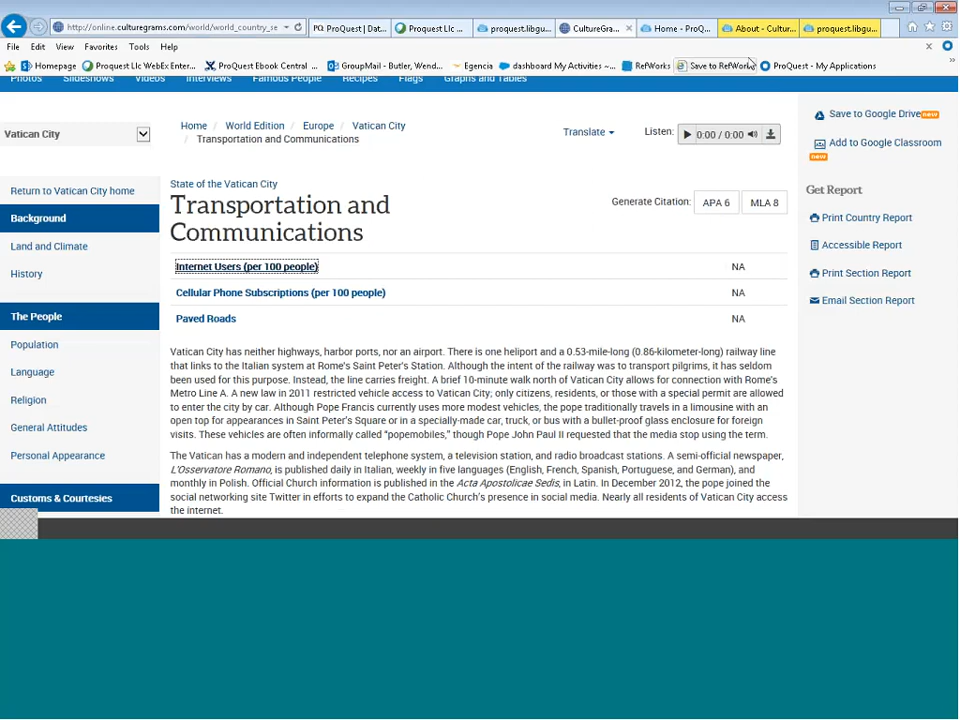 http://online.culturegrams.com/world/world_country_se
ProQuest | Dat...
Proquest Llc ...
proquest.libgu...
CultureGra...
Home - ProQ...
About - Cultur...
proquest.libgu...
File Edit View Favorites Tools Help
Homepage
Proquest Llc WebEx Enter...
ProQuest Ebook Central ...
GroupMail - Butler, Wend...
Egencia
dashboard My Activities ~...
RefWorks
Save to RefWorks
ProQuest - My Applications
Photos Slideshows Videos Interviews Famous People Recipes Flags Graphs and Tables
Vatican City
Home / World Edition / Europe / Vatican City
/ Transportation and Communications
Translate
Listen:
0:00 / 0:00
Save to Google Drive new
Add to Google Classroom
new
Return to Vatican City home
Background
Land and Climate
History
The People
Population
Language
Religion
General Attitudes
Personal Appearance
Customs & Courtesies
State of the Vatican City
Transportation and
Communications
Generate Citation: APA 6 MLA 8
Internet Users (per 100 people) NA
Cellular Phone Subscriptions (per 100 people) NA
Paved Roads NA
Vatican City has neither highways, harbor ports, nor an airport. There is one heliport and a 0.53-mile-long (0.86-kilometer-long) railway line
that links to the Italian system at Rome's Saint Peter's Station. Although the intent of the railway was to transport pilgrims, it has seldom
been used for this purpose. Instead, the line carries freight. A brief 10-minute walk north of Vatican City allows for connection with Rome's
Metro Line A. A new law in 2011 restricted vehicle access to Vatican City; only citizens, residents, or those with a special permit are allowed
to enter the city by car. Although Pope Francis currently uses more modest vehicles, the pope traditionally travels in a limousine with an
open top for appearances in Saint Peter's Square or in a specially-made car, truck, or bus with a bullet-proof glass enclosure for foreign
visits. These vehicles are often informally called “popemobiles,” though Pope John Paul II requested that the media stop using the term.
The Vatican has a modern and independent telephone system, a television station, and radio broadcast stations. A semi-official newspaper,
L'Osservatore Romano, is published daily in Italian, weekly in five languages (English, French, Spanish, Portuguese, and German), and
monthly in Polish. Official Church information is published in the Acta Apostolicae Sedis, in Latin. In December 2012, the pope joined the
social networking site Twitter in efforts to expand the Catholic Church's presence in social media. Nearly all residents of Vatican City access
the internet.
Get Report
Print Country Report
Accessible Report
Print Section Report
Email Section Report